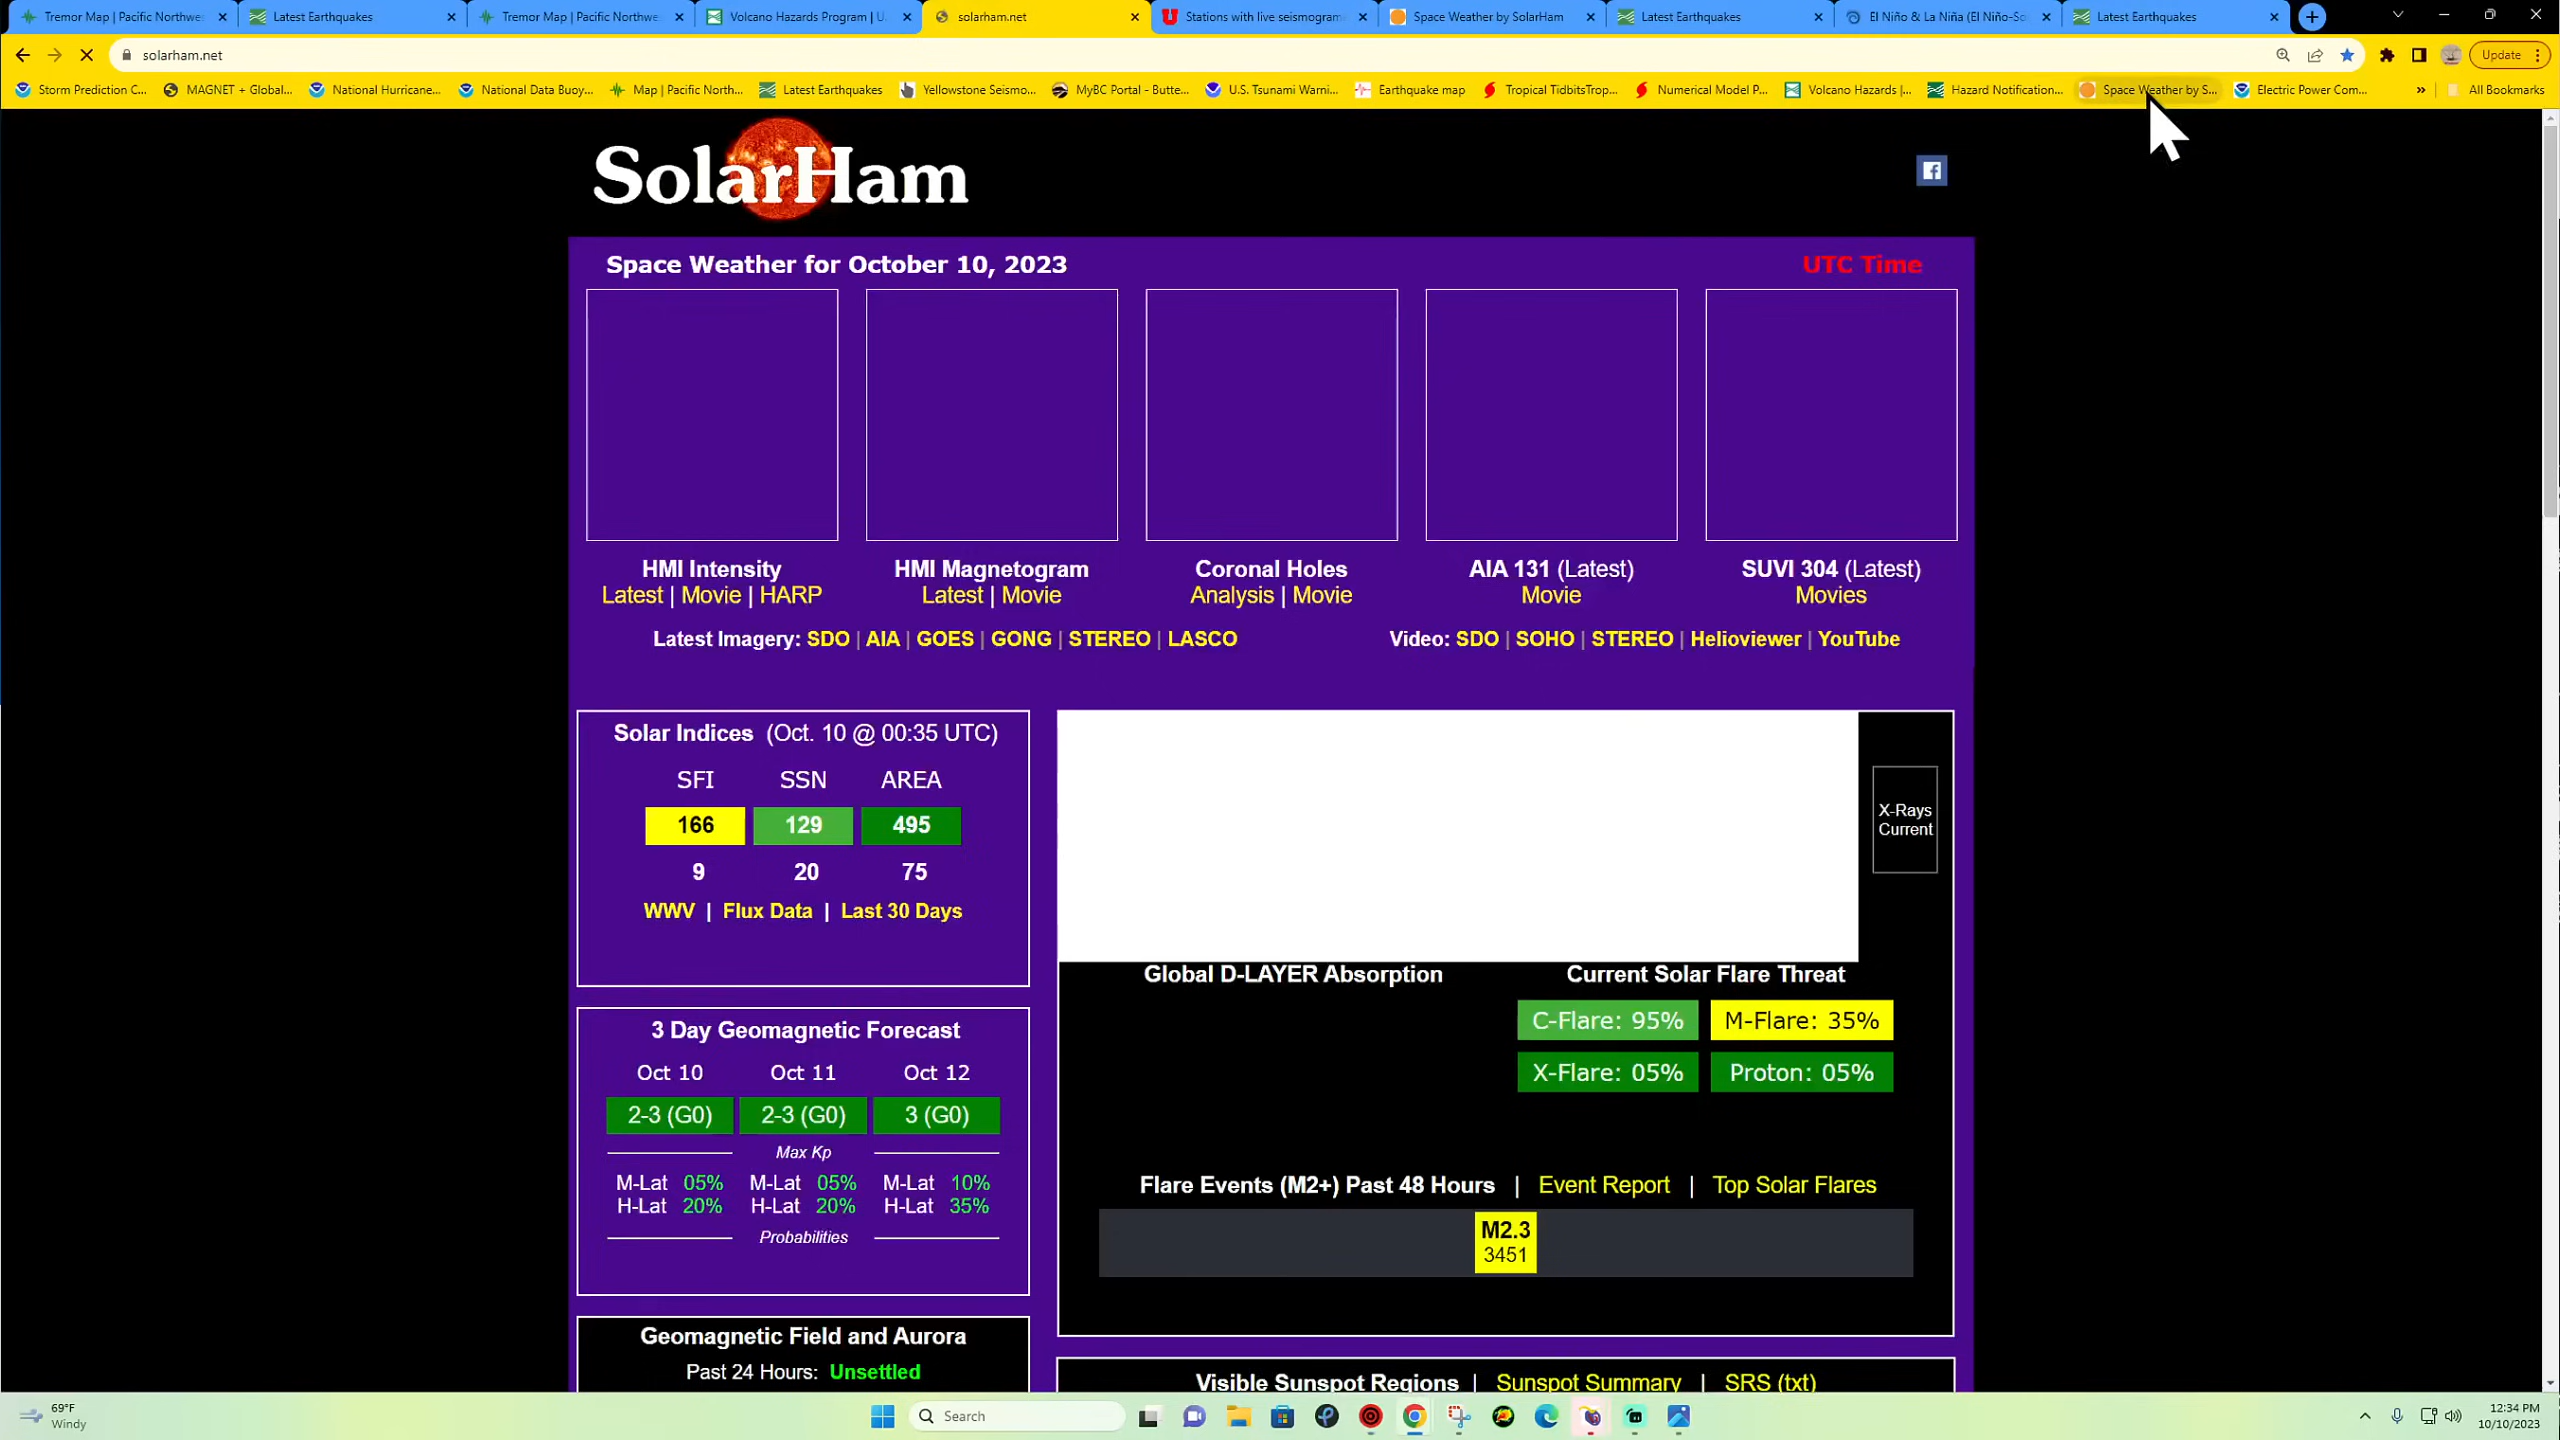 Tremor Map | Pacific Northwes
Latest Earthquakes
Tremor Map | Pacific Northwe
Volcano Hazards Program | U.
solarham.net
Stations with live seismogram
Space Weather by SolarHam
Latest Earthquakes
El Niño & La Niña (El Niño-So
Latest Earthquakes
solarham.net
Update
Storm Prediction C...
MAGNET + Global...
National Hurricane...
National Data Buoy...
Map | Pacific North...
Latest Earthquakes
Yellowstone Seismo...
MyBC Portal - Butte...
U.S. Tsunami Warni...
Earthquake map
Tropical TidbitsTrop...
Numerical Model P...
Volcano Hazards |...
Hazard Notification...
Space Weather by S...
Electric Power Com...
All Bookmarks
SolarHam
Space Weather for October 10, 2023
UTC Time
HMI Intensity
Latest | Movie | HARP
HMI Magnetogram
Latest | Movie
Coronal Holes
Analysis | Movie
AIA 131 (Latest)
Movie
SUVI 304 (Latest)
Movies
Latest Imagery: SDO | AIA | GOES | GONG | STEREO | LASCO
Video: SDO | SOHO | STEREO | Helioviewer | YouTube
Solar Indices (Oct. 10 @ 00:35 UTC)
SFI SSN AREA
166 129 495
9 20 75
WWV | Flux Data | Last 30 Days
X-Rays
Current
Global D-LAYER Absorption
Current Solar Flare Threat
C-Flare: 95% M-Flare: 35%
X-Flare: 05% Proton: 05%
3 Day Geomagnetic Forecast
Oct 10 Oct 11 Oct 12
2-3 (G0) 2-3 (G0) 3 (G0)
Max Kp
M-Lat 05% M-Lat 05% M-Lat 10%
H-Lat 20% H-Lat 20% H-Lat 35%
Probabilities
Flare Events (M2+) Past 48 Hours | Event Report | Top Solar Flares
M2.3
3451
Geomagnetic Field and Aurora
Past 24 Hours: Unsettled
Visible Sunspot Regions | Sunspot Summary | SRS (txt)
69°F
Windy
Search
12:34 PM
10/10/2023